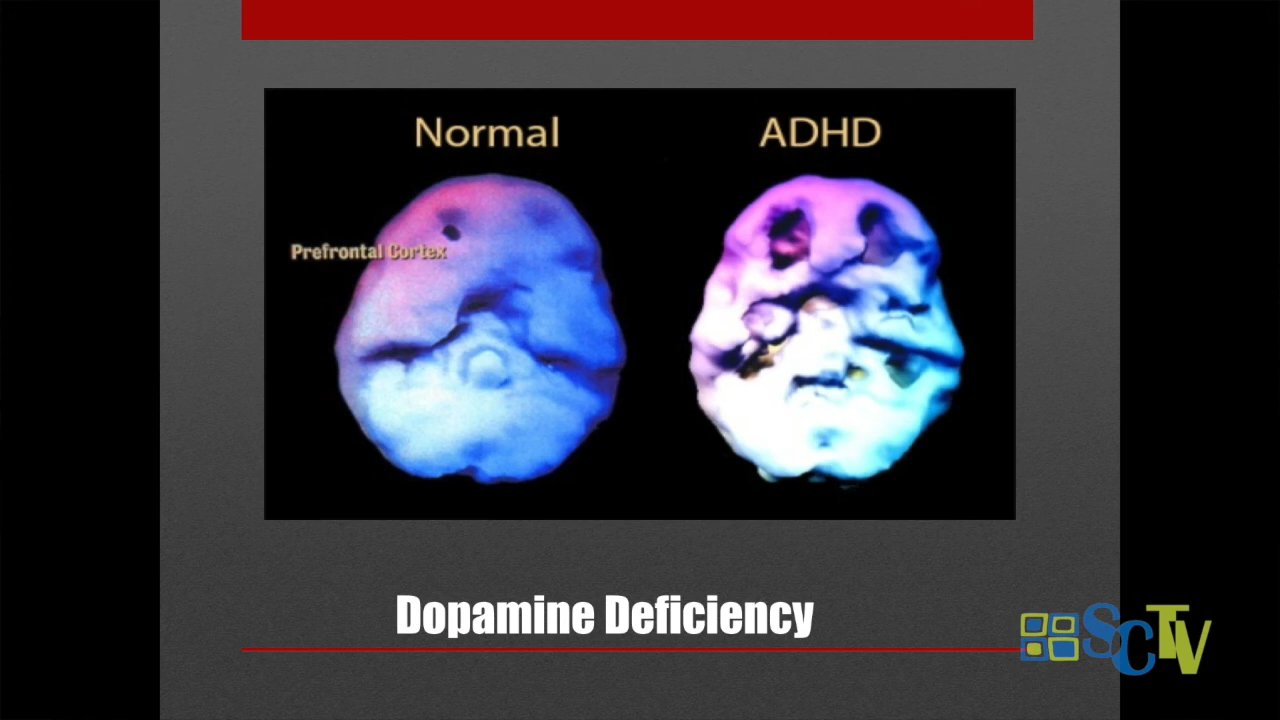 Normal
ADHD
Prefrontal Cortex
Dopamine Deficiency
SCTV